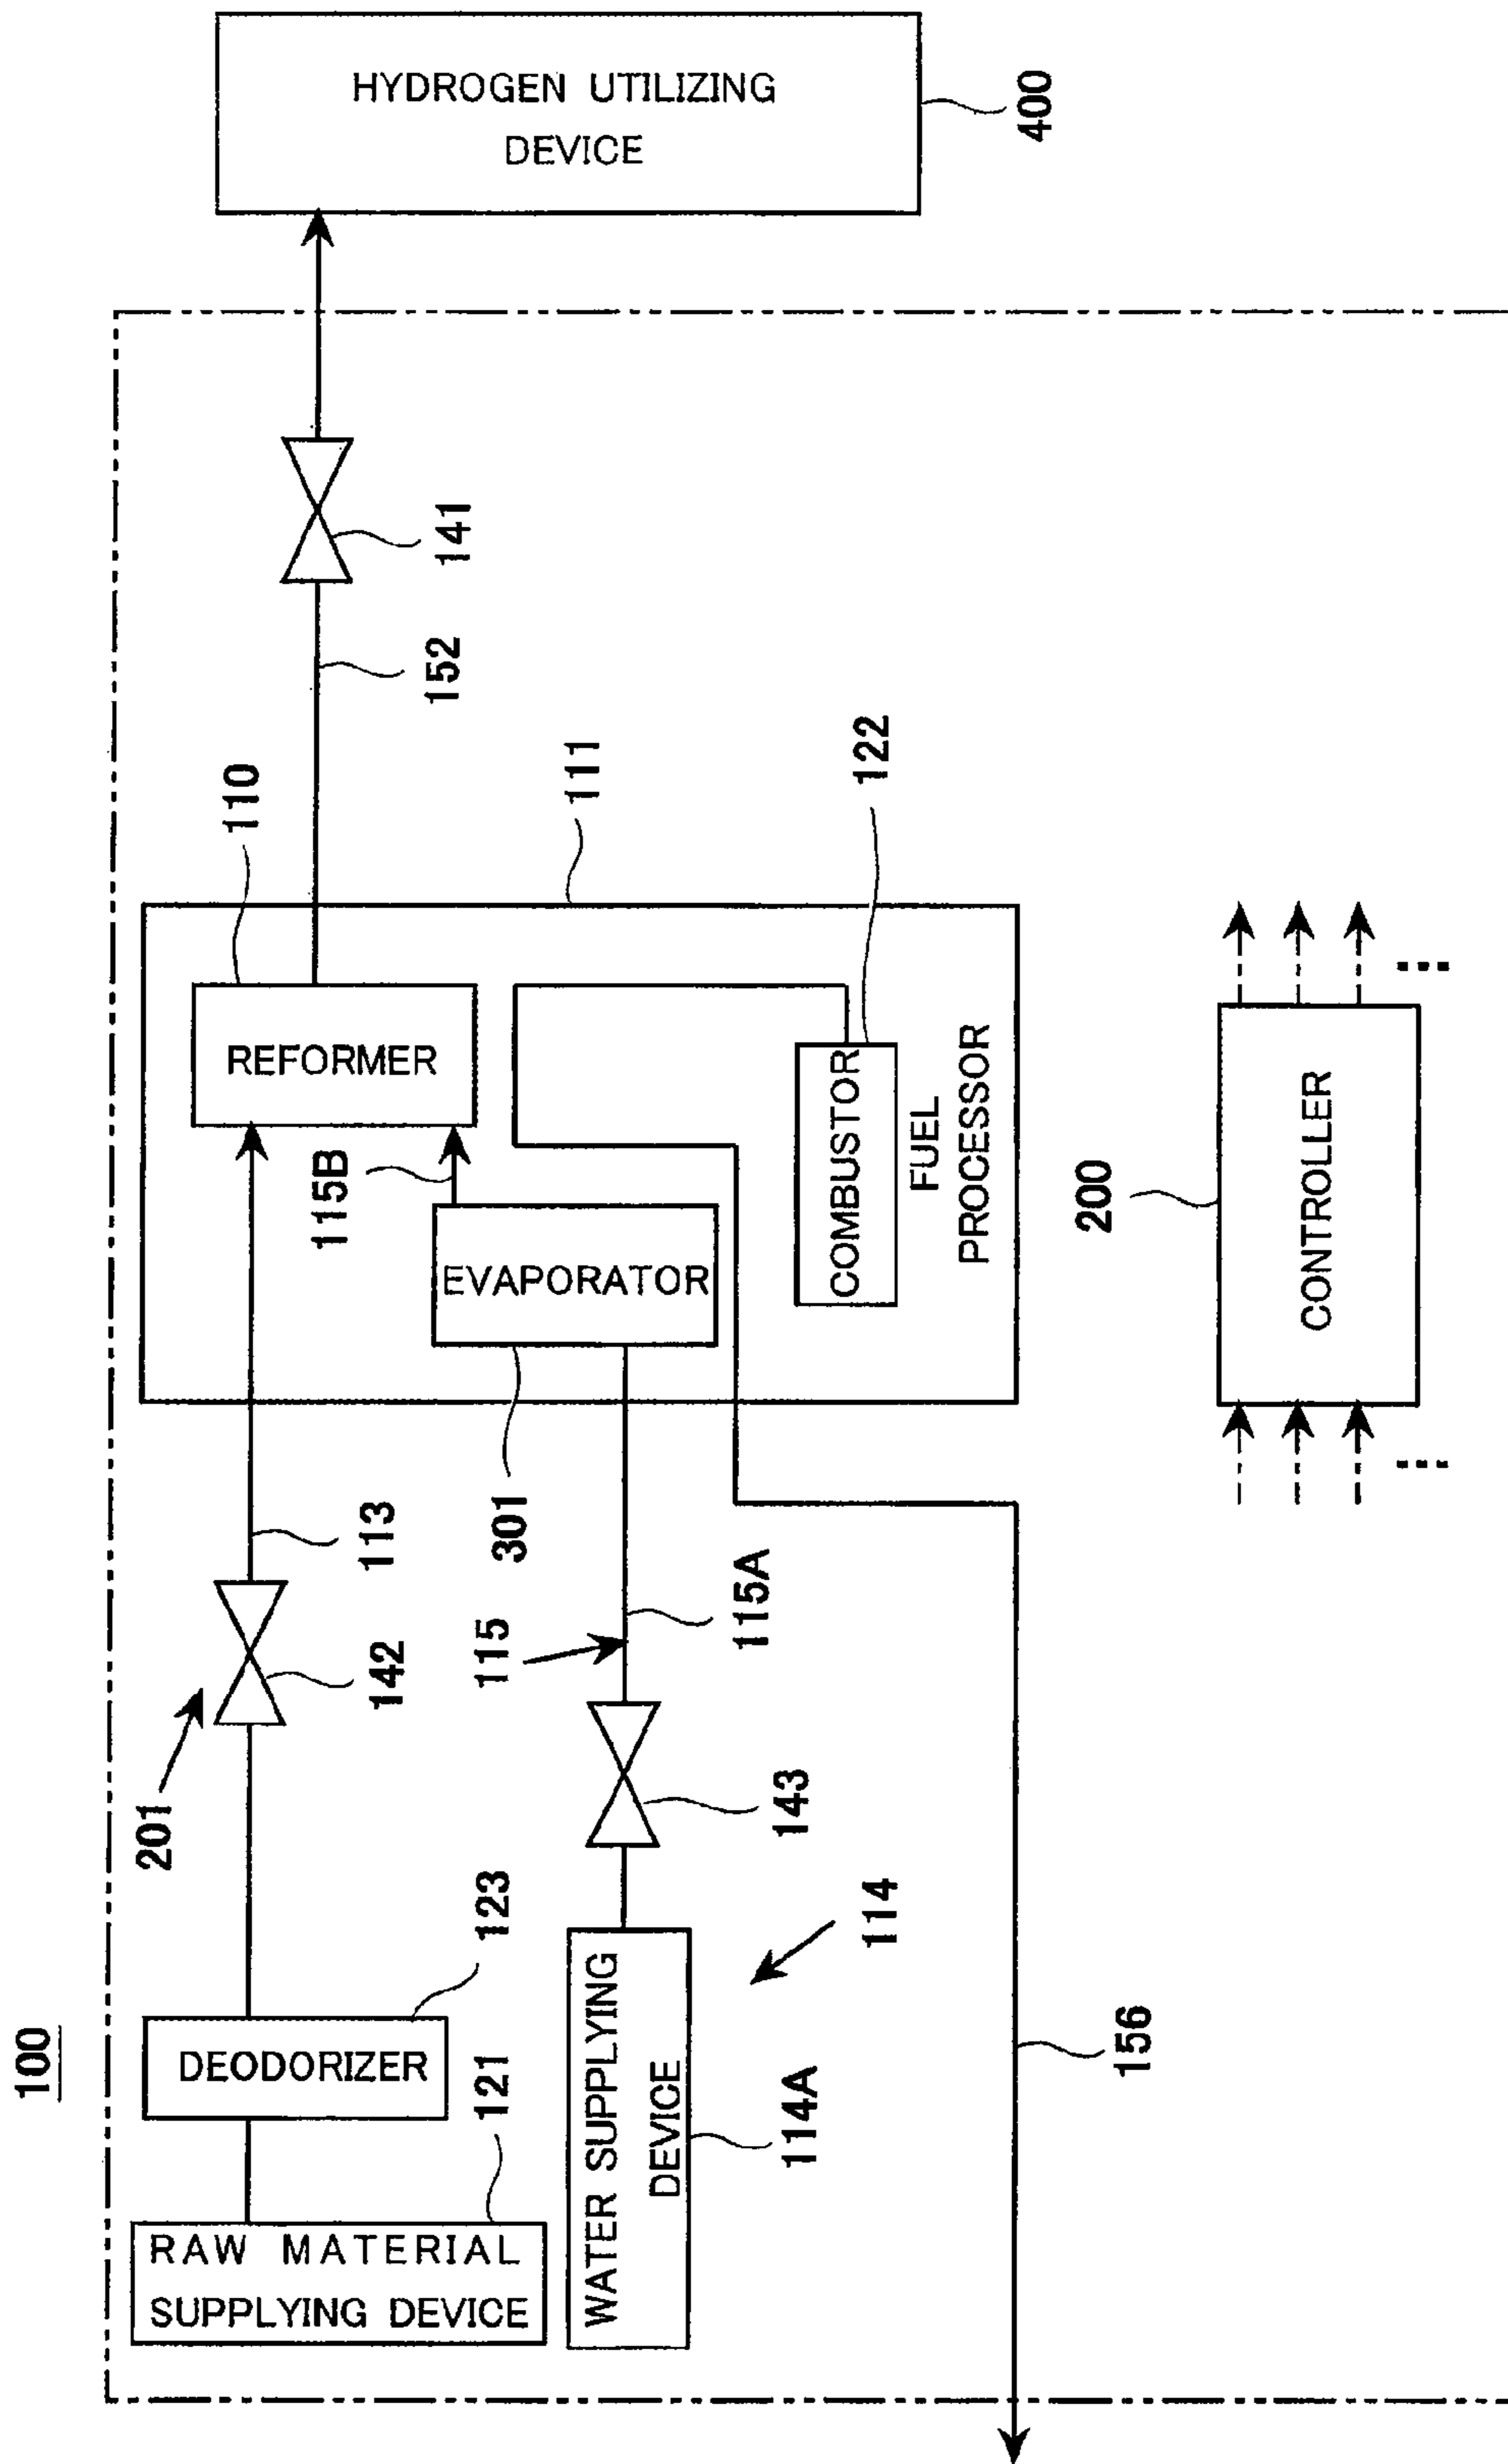 100
RAW MATERIAL
SUPPLYING DEVICE
121
DEODORIZER
123
201
142
113
WATER SUPPLYING
DEVICE
114A
114
143
115
115A
301
EVAPORATOR
115B
REFORMER
110
111
COMBUSTOR
122
FUEL
PROCESSOR
152
141
HYDROGEN UTILIZING
DEVICE
400
156
200
CONTROLLER